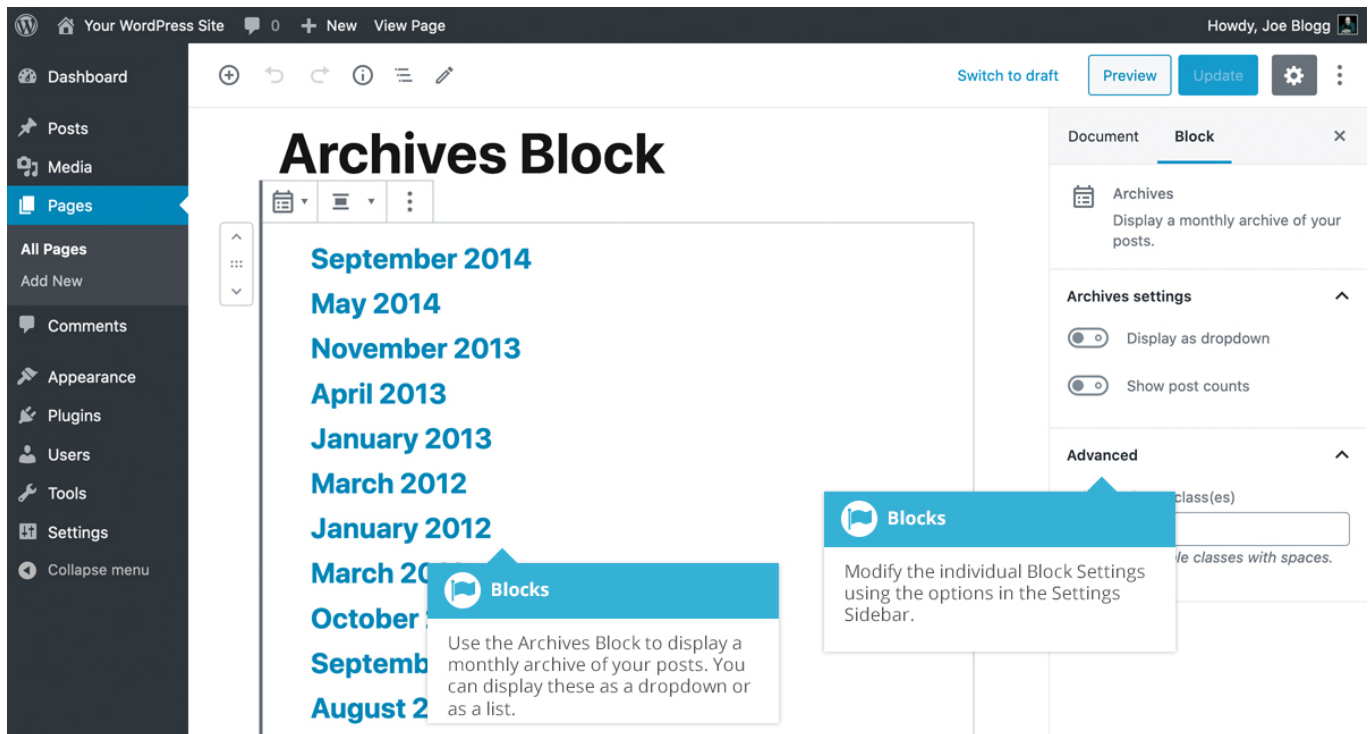 Your WordPress Site 0 New View Page Howdy, Joe Blogg
Dashboard
Posts
Media
Pages
All Pages
Add New
Comments
Appearance
Plugins
Users
Tools
Settings
Collapse menu
Switch to draft Preview Update
Archives Block
September 2014
May 2014
November 2013
April 2013
January 2013
March 2012
January 2012
March
October
August
Blocks
Use the Archives Block to display a
monthly archive of your posts. You
can display these as a dropdown or
as a list.
Document Block
Archives
Display a monthly archive of your
posts.
Archives settings
Display as dropdown
Show post counts
Advanced
class(es)
classes with spaces.
Blocks
Modify the individual Block Settings
using the options in the Settings
Sidebar.